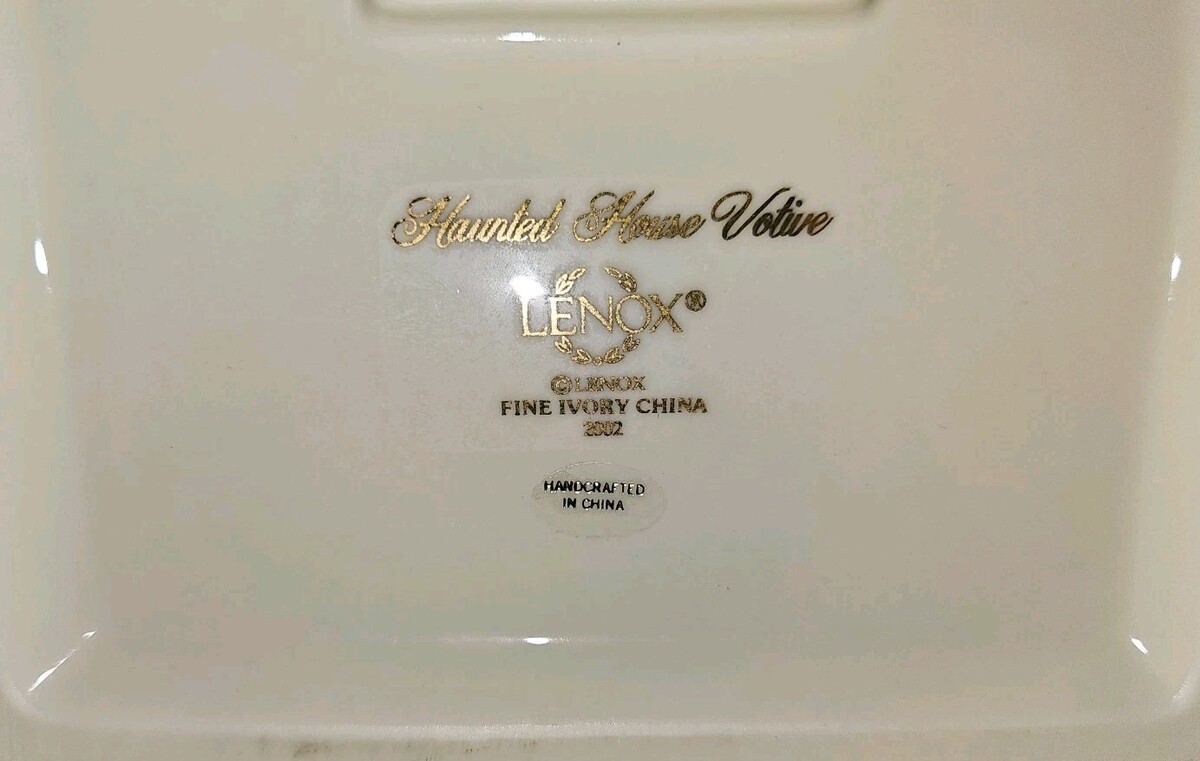 Haunted House Votive
LENOX®
© LENOX
FINE IVORY CHINA
2002
HANDCRAFTED
IN CHINA